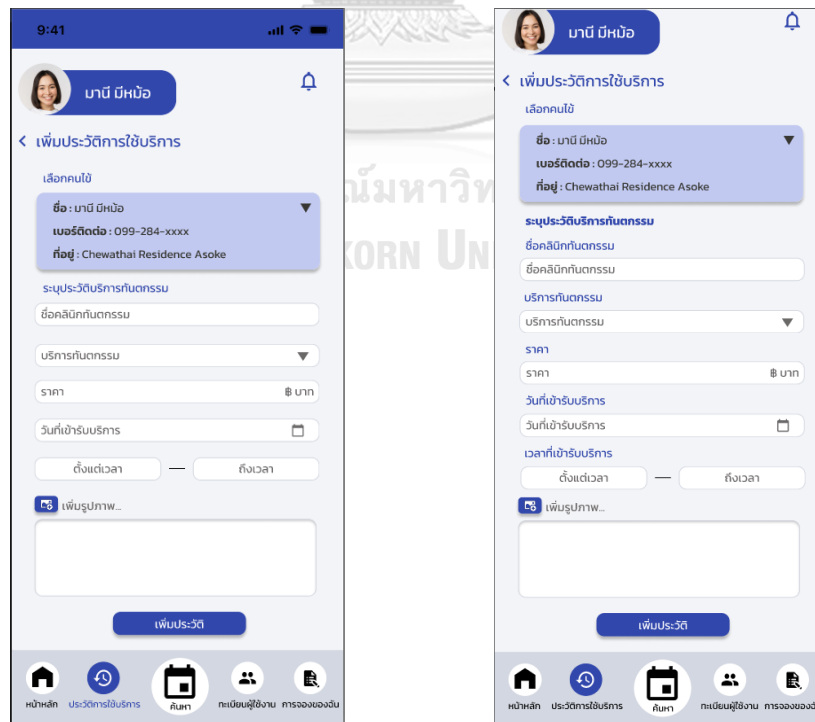 9:41
มานี มีหม้อ
เพิ่มประวัติการใช้บริการ
เลือกคนไข้
ชื่อ : มานี มีหม้อ
เบอร์ติดต่อ : 099-284-xxxx
ที่อยู่ : Chewathai Residence Asoke
ระบุประวัติบริการทันตกรรม
ชื่อคลินิกทันตกรรม
บริการทันตกรรม
ราคา ฿ บาท
วันที่เข้ารับบริการ
ตั้งแต่เวลา — ถึงเวลา
เพิ่มรูปภาพ...
เพิ่มประวัติ
หน้าหลัก ประวัติการใช้บริการ ค้นหา ทะเบียนผู้ใช้งาน การจองของฉัน
มานี มีหม้อ
เพิ่มประวัติการใช้บริการ
เลือกคนไข้
ชื่อ : มานี มีหม้อ
เบอร์ติดต่อ : 099-284-xxxx
ที่อยู่ : Chewathai Residence Asoke
ระบุประวัติบริการทันตกรรม
ชื่อคลินิกทันตกรรม
ชื่อคลินิกทันตกรรม
บริการทันตกรรม
บริการทันตกรรม
ราคา
ราคา ฿ บาท
วันที่เข้ารับบริการ
วันที่เข้ารับบริการ
เวลาที่เข้ารับบริการ
ตั้งแต่เวลา — ถึงเวลา
เพิ่มรูปภาพ...
เพิ่มประวัติ
หน้าหลัก ประวัติการใช้บริการ ค้นหา ทะเบียนผู้ใช้งาน